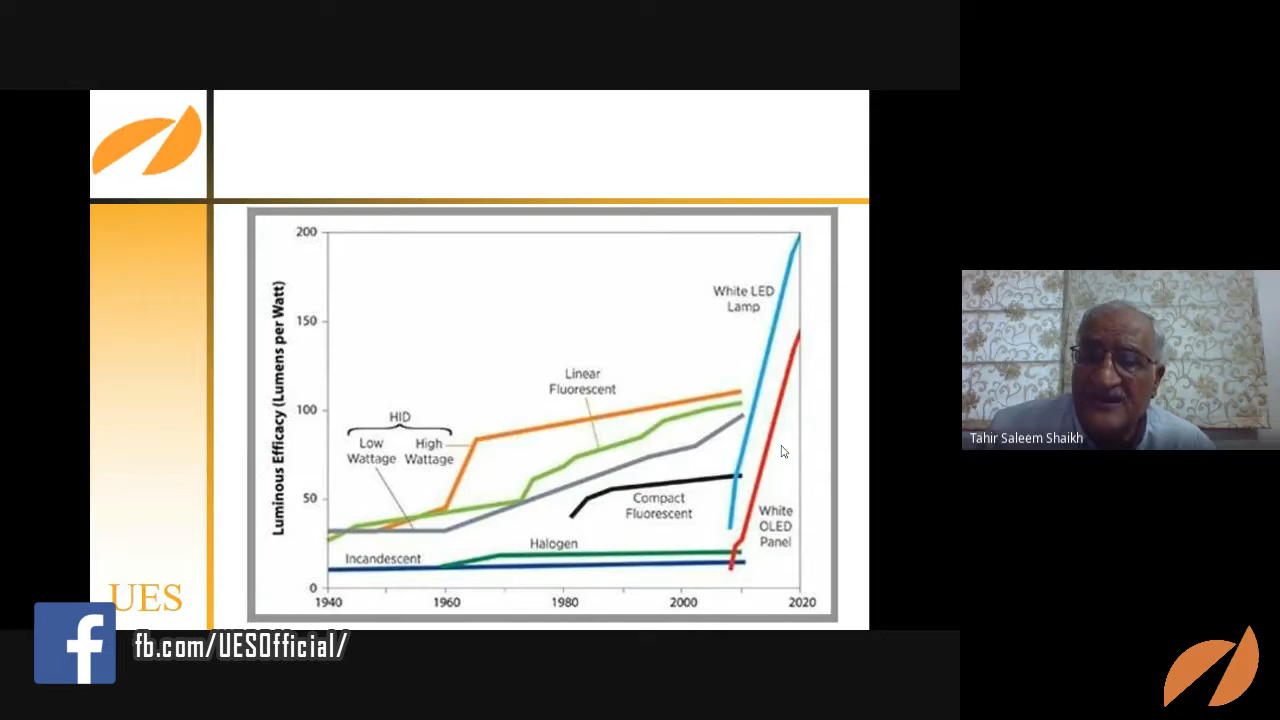 200
White LED
Lamp
150
Linear
Fluorescent
HID
Low
Wattage
High
Wattage
100
Luminous Efficacy (Lumens per Watt)
50
Compact
Fluorescent
White
OLED
Panel
Halogen
Incandescent
0
1940
1960
1980
2000
2020
UES
f
fb.com/UESOfficial/
Tahir Saleem Shaikh